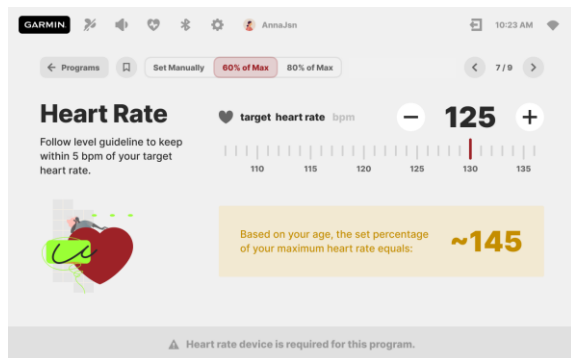 GARMIN. AnnaJsn 10:23 AM
Programs Set Manually 60% of Max 80% of Max 7/9
Heart Rate
Follow level guideline to keep
within 5 bpm of your target
heart rate.
target heart rate bpm 125
110 115 120 125 130 135
Based on your age, the set percentage
of your maximum heart rate equals:
~145
Heart rate device is required for this program.